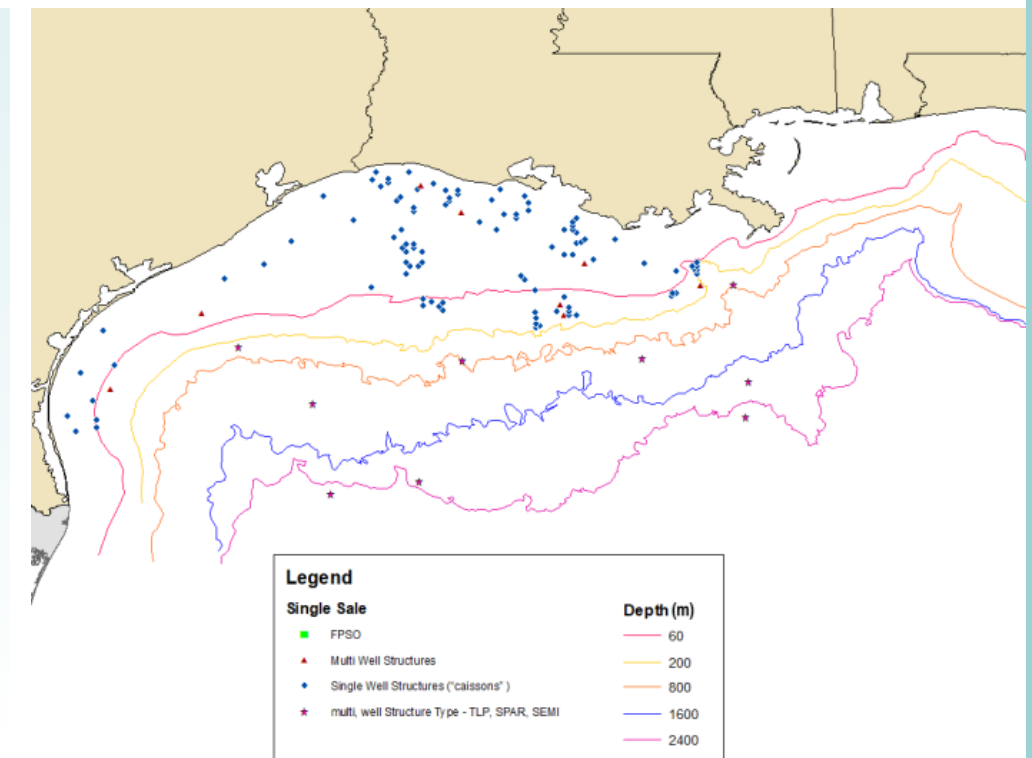 Legend
Single Sale
Depth (m)
FPSO
60
Multi Well Structures
200
Single Well Structures ("caissons" )
800
multi, well Structure Type - TLP, SPAR, SEMI
1600
2400